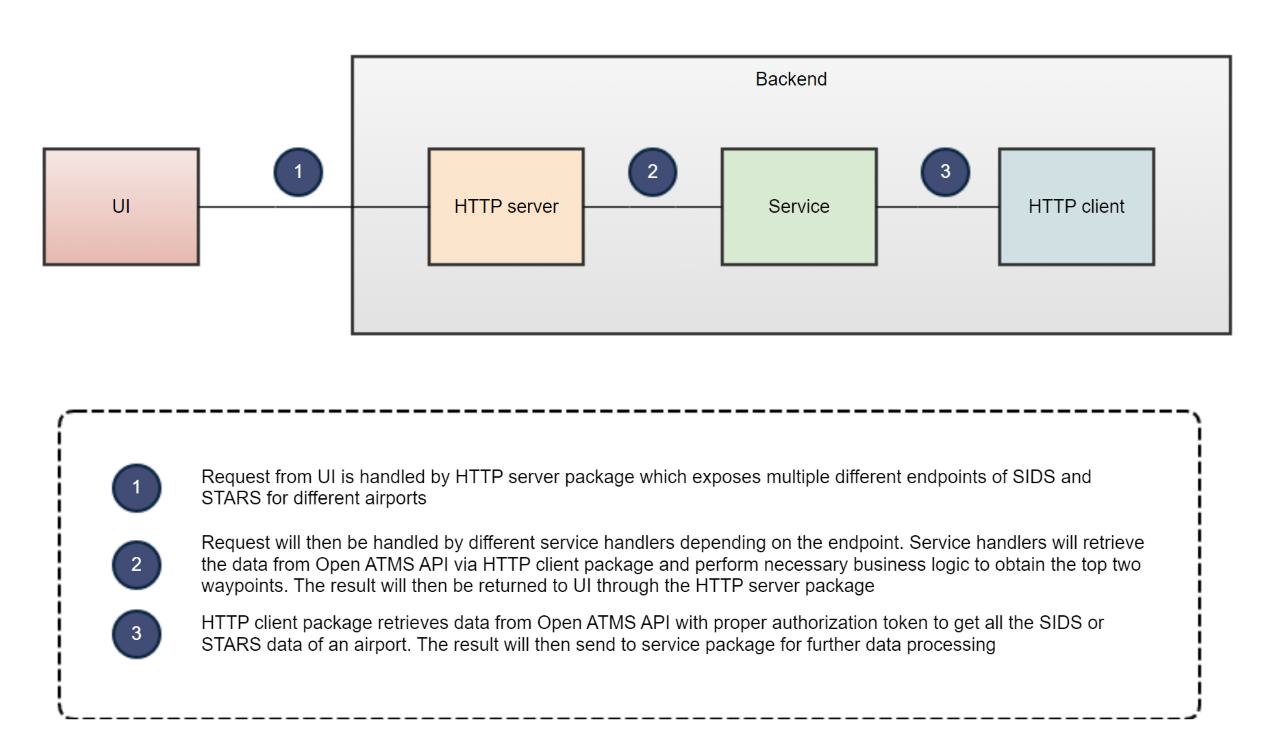 Backend
UI
1
HTTP server
2
Service
3
HTTP client
1
Request from UI is handled by HTTP server package which exposes multiple different endpoints of SIDS and
STARS for different airports
2
Request will then be handled by different service handlers depending on the endpoint. Service handlers will retrieve
the data from Open ATMS API via HTTP client package and perform necessary business logic to obtain the top two
waypoints. The result will then be returned to UI through the HTTP server package
3
HTTP client package retrieves data from Open ATMS API with proper authorization token to get all the SIDS or
STARS data of an airport. The result will then send to service package for further data processing